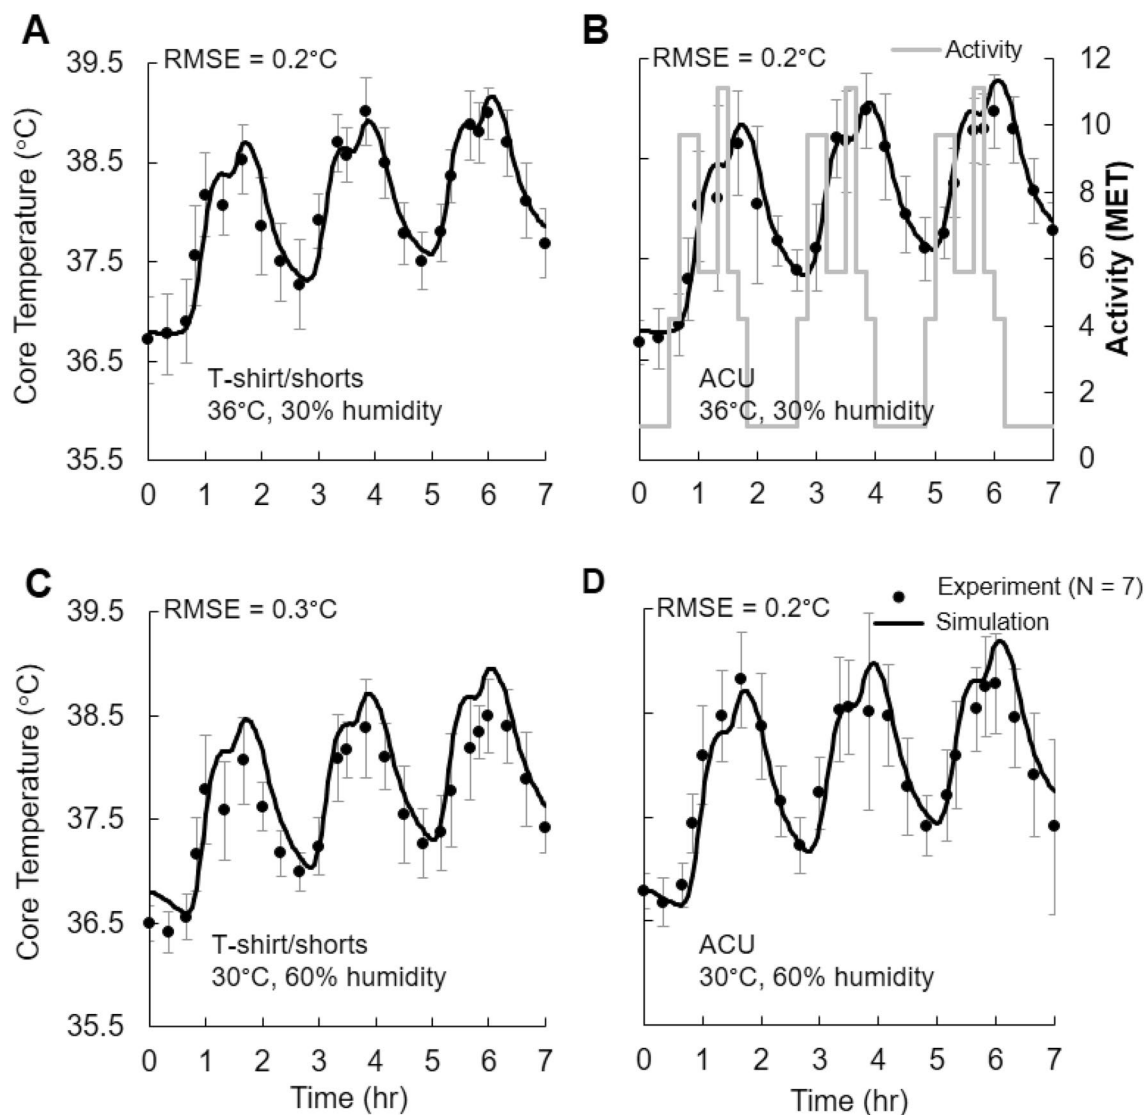 A
RMSE = 0.2°C
39.5
38.5
37.5
36.5
35.5
Core Temperature (°C)
T-shirt/shorts
36°C, 30% humidity
0 1 2 3 4 5 6 7
B
RMSE = 0.2°C
Activity
12
10
8
6
4
2
0
Activity (MET)
ACU
36°C, 30% humidity
0 1 2 3 4 5 6 7
C
RMSE = 0.3°C
39.5
38.5
37.5
36.5
35.5
Core Temperature (°C)
T-shirt/shorts
30°C, 60% humidity
0 1 2 3 4 5 6 7
Time (hr)
D
RMSE = 0.2°C
Experiment (N = 7)
Simulation
ACU
30°C, 60% humidity
0 1 2 3 4 5 6 7
Time (hr)